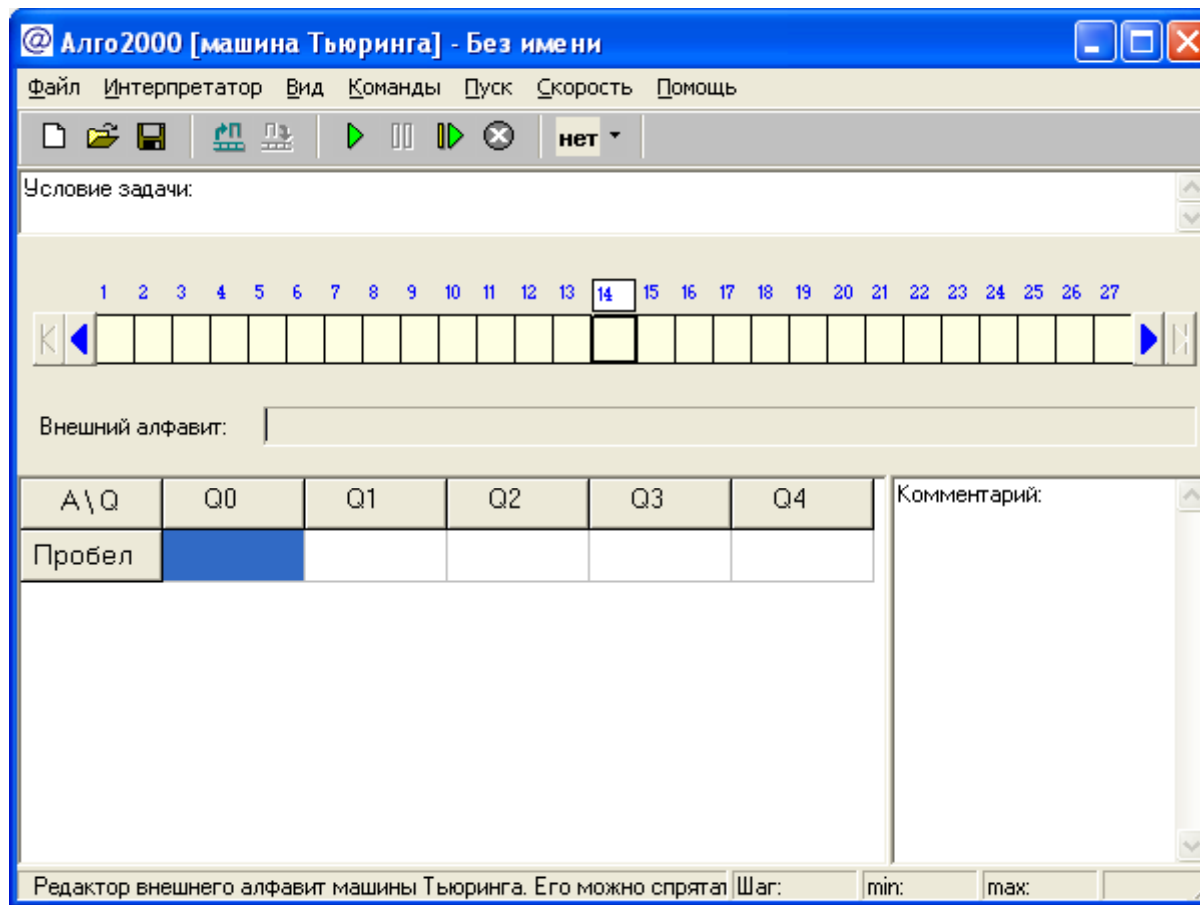 @ Алго2000 [машина Тьюринга] - Без имени
Файл Интерпретатор Вид Команды Пуск Скорость Помощь
нет
Условие задачи:
1 2 3 4 5 6 7 8 9 10 11 12 13 14 15 16 17 18 19 20 21 22 23 24 25 26 27
Внешний алфавит:
A\Q Q0 Q1 Q2 Q3 Q4 Комментарий:
Пробел
Редактор внешнего алфавит машины Тьюринга. Его можно спрятат Шаг: min: max: